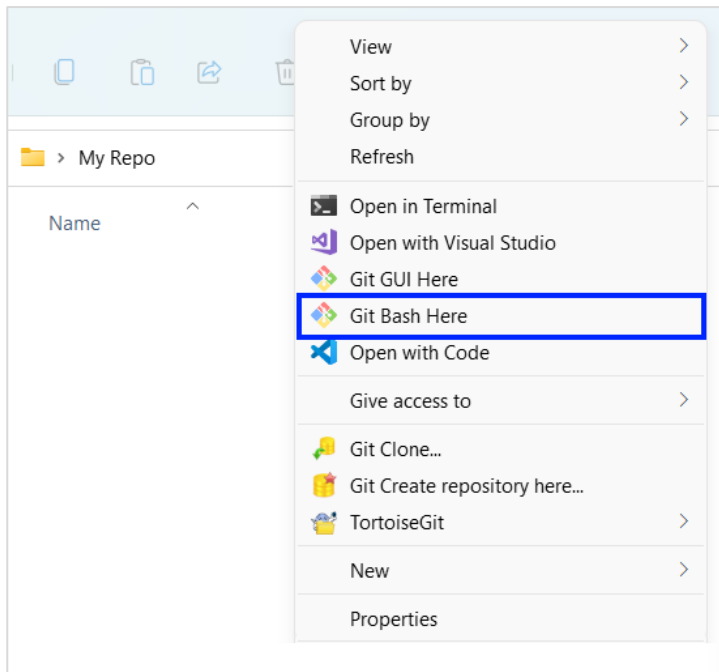 View
Sort by
Group by
Refresh
My Repo
Name
Open in Terminal
Open with Visual Studio
Git GUI Here
Git Bash Here
Open with Code
Give access to
Git Clone...
Git Create repository here...
TortoiseGit
New
Properties